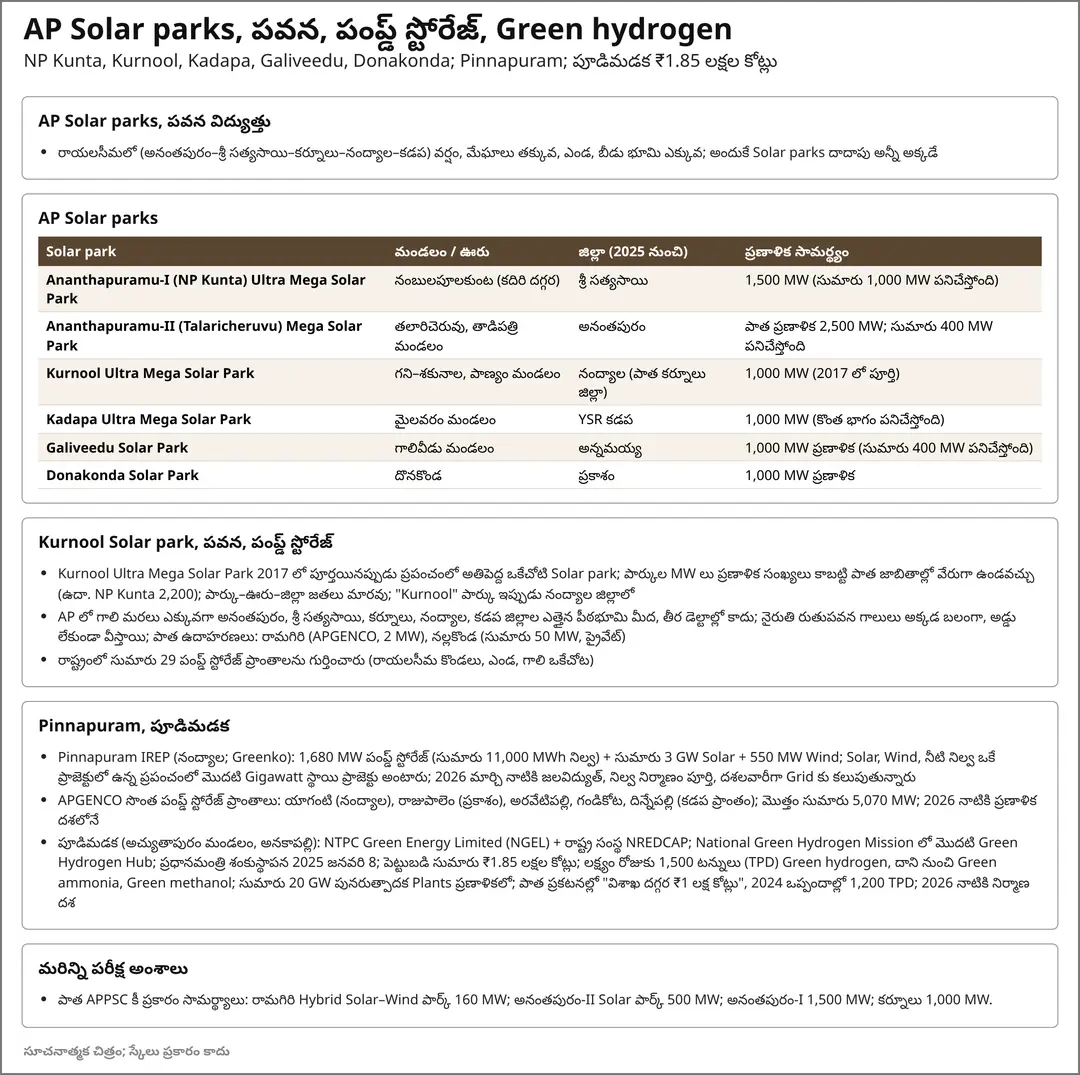 AP Solar parks, పవన, పంప్డ్ స్టోరేజ్, Green hydrogen
NP Kunta, Kurnool, Kadapa, Galiveedu, Donakonda; Pinnapuram; పూడిమడక ₹1.85 లక్షల కోట్లు
AP Solar parks, పవన విద్యుత్తు
• రాయలసీమలో (అనంతపురం–శ్రీ సత్యసాయి–కర్నూలు–నంద్యాల–కడప) వర్షం, మేఘాలు తక్కువ, ఎండ, బీడు భూమి ఎక్కువ; అందుకే Solar parks దాదాపు అన్నీ అక్కడే
AP Solar parks
Solar park మండలం / ఊరు జిల్లా (2025 నుంచి) ప్రణాళిక సామర్థ్యం
Ananthapuramu-I (NP Kunta) Ultra Mega Solar Park నంబులపూలకుంట (కదిరి దగ్గర) శ్రీ సత్యసాయి 1,500 MW (సుమారు 1,000 MW పనిచేస్తోంది)
Ananthapuramu-II (Talaricheruvu) Mega Solar Park తలారిచెరువు, తాడిపత్రి మండలం అనంతపురం పాత ప్రణాళిక 2,500 MW; సుమారు 400 MW పనిచేస్తోంది
Kurnool Ultra Mega Solar Park గని–శకునాల, పాణ్యం మండలం నంద్యాల (పాత కర్నూలు జిల్లా) 1,000 MW (2017 లో పూర్తి)
Kadapa Ultra Mega Solar Park మైలవరం మండలం YSR కడప 1,000 MW (కొంత భాగం పనిచేస్తోంది)
Galiveedu Solar Park గాలివీడు మండలం అన్నమయ్య 1,000 MW ప్రణాళిక (సుమారు 400 MW పనిచేస్తోంది)
Donakonda Solar Park దొనకొండ ప్రకాశం 1,000 MW ప్రణాళిక
Kurnool Solar park, పవన, పంప్డ్ స్టోరేజ్
• Kurnool Ultra Mega Solar Park 2017 లో పూర్తయినప్పుడు ప్రపంచంలో అతిపెద్ద ఒకేచోటి Solar park; పార్కుల MW లు ప్రణాళిక సంఖ్యలు కాబట్టి పాత జాబితాల్లో వేరుగా ఉండవచ్చు
(ఉదా. NP Kunta 2,200); పార్కు–ఊరు–జిల్లా జతలు మారవు; "Kurnool" పార్కు ఇప్పుడు నంద్యాల జిల్లాలో
• AP లో గాలి మరలు ఎక్కువగా అనంతపురం, శ్రీ సత్యసాయి, కర్నూలు, నంద్యాల, కడప జిల్లాల ఎత్తైన పీఠభూమి మీద, తీర డెల్టాల్లో కాదు; నైరుతి రుతుపవన గాలులు అక్కడ బలంగా, అడ్డు
లేకుండా వీస్తాయి; పాత ఉదాహరణలు: రామగిరి (APGENCO, 2 MW), నల్లకొండ (సుమారు 50 MW, ప్రైవేట్)
• రాష్ట్రంలో సుమారు 29 పంప్డ్ స్టోరేజ్ ప్రాంతాలను గుర్తించారు (రాయలసీమ కొండలు, ఎండ, గాలి ఒకేచోట)
Pinnapuram, పూడిమడక
• Pinnapuram IREP (నంద్యాల; Greenko): 1,680 MW పంప్డ్ స్టోరేజ్ (సుమారు 11,000 MWh నిల్వ) + సుమారు 3 GW Solar + 550 MW Wind; Solar, Wind, నీటి నిల్వ ఒకే
ప్రాజెక్టులో ఉన్న ప్రపంచంలో మొదటి Gigawatt స్థాయి ప్రాజెక్టు అంటారు; 2026 మార్చి నాటికి జలవిద్యుత్, నిల్వ నిర్మాణం పూర్తి, దశలవారీగా Grid కు కలుపుతున్నారు
• APGENCO సొంత పంప్డ్ స్టోరేజ్ ప్రాంతాలు: యాగంటి (నంద్యాల), రాజుపాలెం (ప్రకాశం), అరవేటిపల్లి, గండికోట, దిన్నేపల్లి (కడప ప్రాంతం); మొత్తం సుమారు 5,070 MW; 2026 నాటికి ప్రణాళిక
దశలోనే
• పూడిమడక (అచ్యుతాపురం మండలం, అనకాపల్లి): NTPC Green Energy Limited (NGEL) + రాష్ట్ర సంస్థ NREDCAP; National Green Hydrogen Mission లో మొదటి Green
Hydrogen Hub; ప్రధానమంత్రి శంకుస్థాపన 2025 జనవరి 8; పెట్టుబడి సుమారు ₹1.85 లక్షల కోట్లు; లక్ష్యం రోజుకు 1,500 టన్నులు (TPD) Green hydrogen, దాని నుంచి Green
ammonia, Green methanol; సుమారు 20 GW పునరుత్పాదక Plants ప్రణాళికలో; పాత ప్రకటనల్లో "విశాఖ దగ్గర ₹1 లక్ష కోట్లు", 2024 ఒప్పందాల్లో 1,200 TPD; 2026 నాటికి నిర్మాణ
దశ
మరిన్ని పరీక్ష అంశాలు
• పాత APPSC కీ ప్రకారం సామర్థ్యాలు: రామగిరి Hybrid Solar–Wind పార్క్ 160 MW; అనంతపురం-II Solar పార్క్ 500 MW; అనంతపురం-I 1,500 MW; కర్నూలు 1,000 MW.
సూచనాత్మక చిత్రం; స్కేలు ప్రకారం కాదు